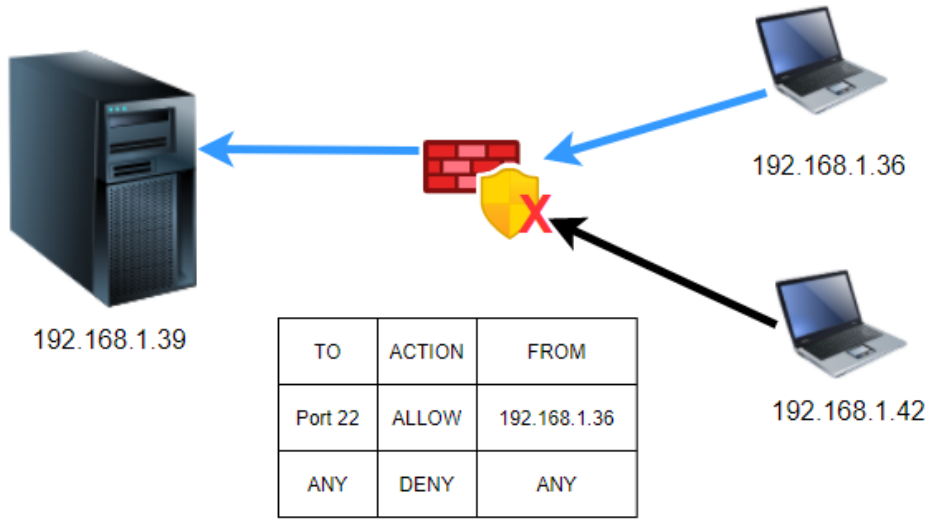 192.168.1.36
192.168.1.39
192.168.1.42
TO ACTION FROM
Port 22 ALLOW 192.168.1.36
ANY DENY ANY
X